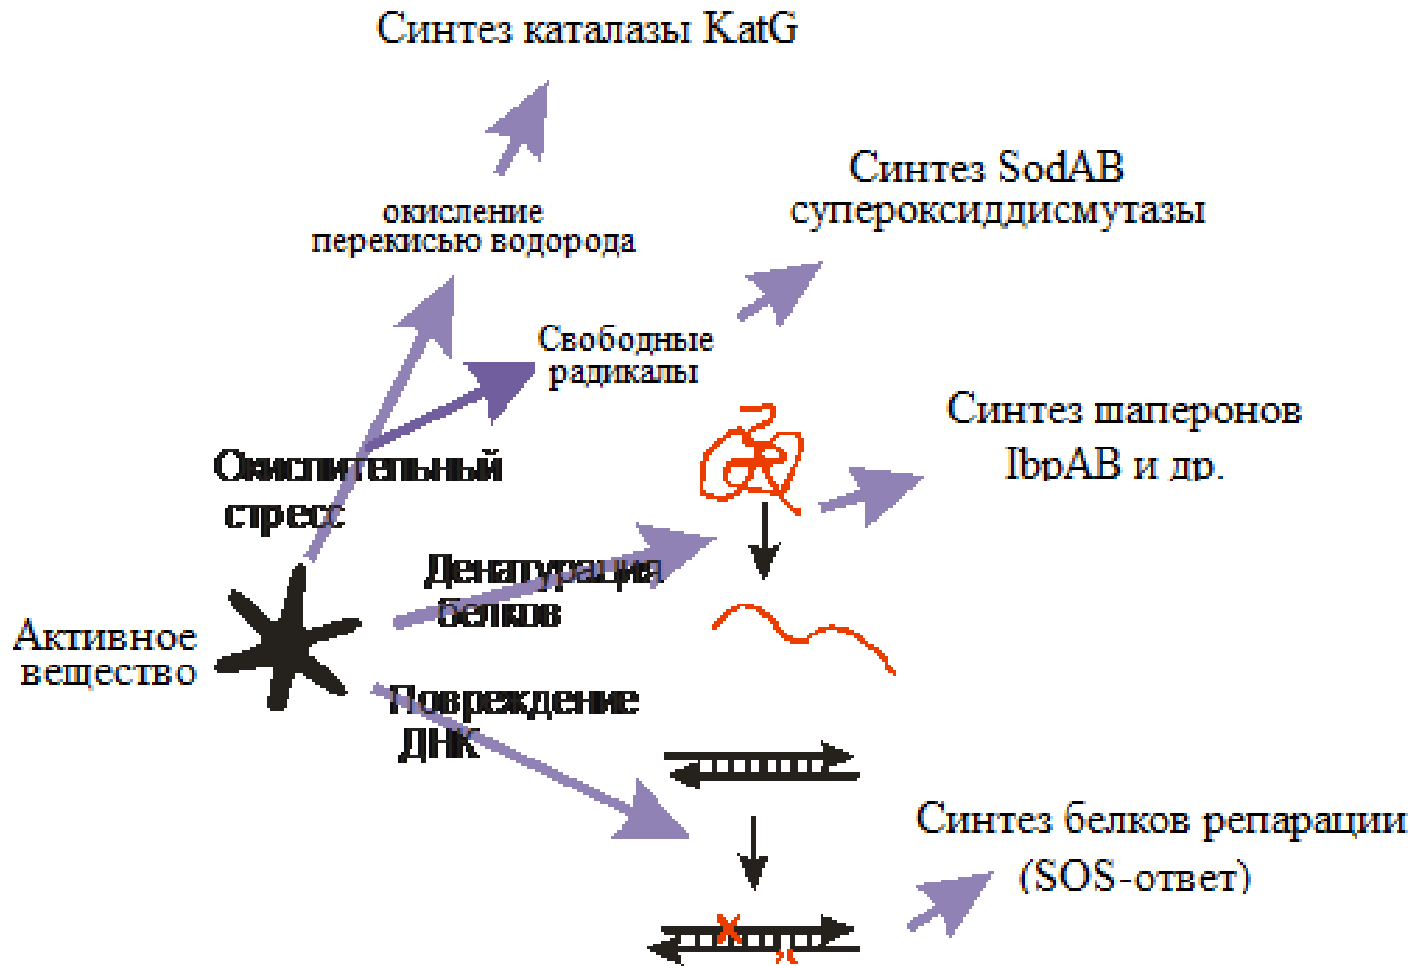 Синтез каталазы KatG
Синтез SodAB
супероксиддисмутазы
окисление
перекисью водорода
Свободные
радикалы
Синтез шаперонов
IbpAB и др.
Окислительный
стресс
Денатурация
белков
Активное
вещество
Повреждение
ДНК
Синтез белков репарации
(SOS-ответ)